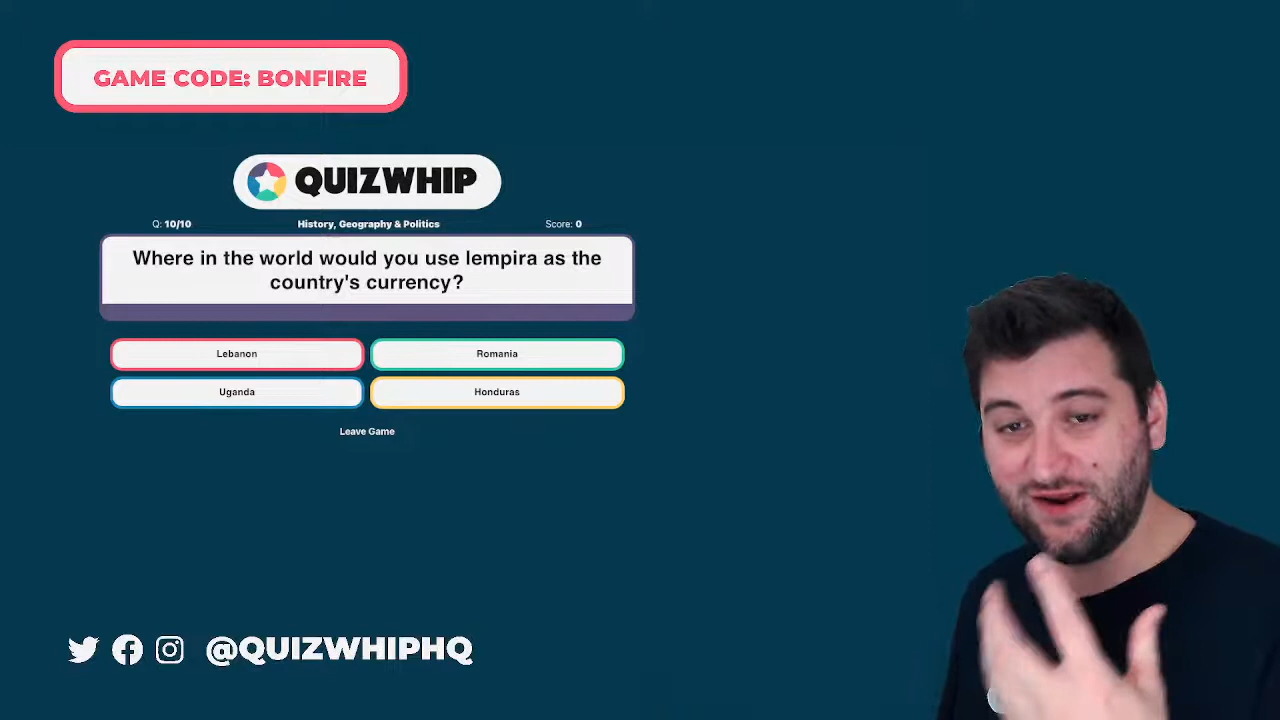 GAME CODE: BONFIRE
QUIZWHIP
Q: 10/10 History, Geography & Politics Score: 0
Where in the world would you use lempira as the
country's currency?
Lebanon Romania
Uganda Honduras
Leave Game
@QUIZWHIPHQ